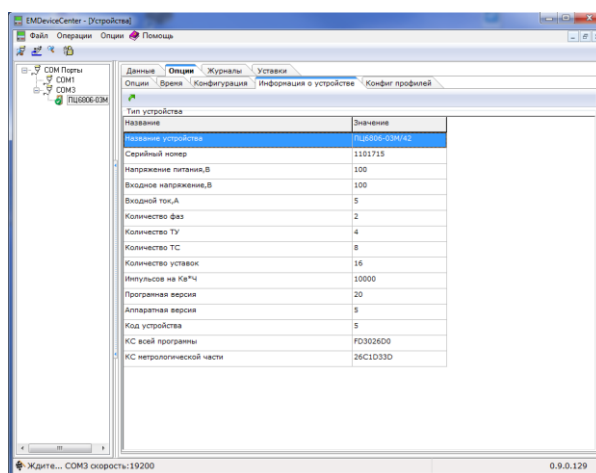 EMDeviceCenter - [Устройства]
Файл Операции Опции Помощь
COM Порты
COM1
COM3
ПЦ6806-03М
Данные Опции Журналы Уставки
Опции Время Конфигурация Информация о устройстве Конфиг профилей
Тип устройства
Название Значение
Название устройства ПЦ6806-03М/42
Серийный номер 1101715
Напряжение питания,В 100
Входное напряжение,В 100
Входной ток,А 5
Количество фаз 2
Количество ТУ 4
Количество ТС 8
Количество уставок 16
Импульсов на Кв*Ч 10000
Програмная версия 20
Аппаратная версия 5
Код устройства 5
КС всей программы FD3026D0
КС метрологической части 26C1D33D
Ждите... COM3 скорость:19200 0.9.0.129